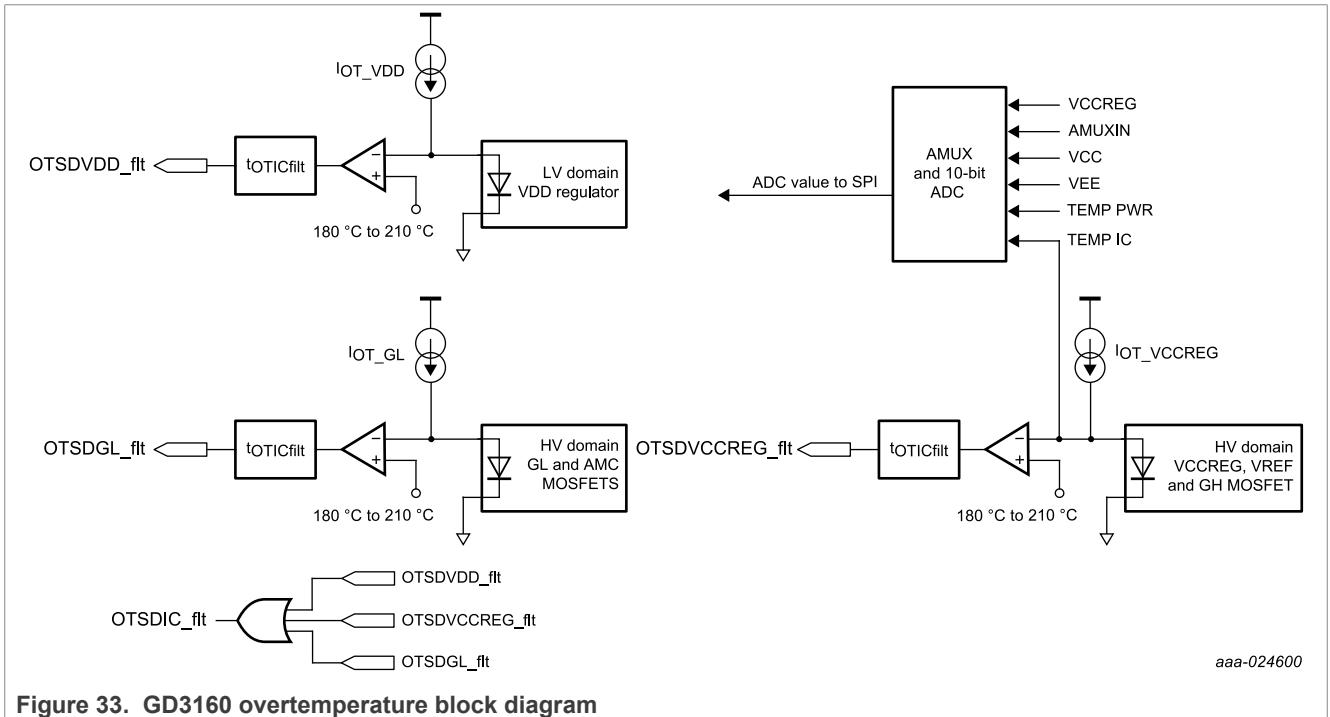 IOT_VDD
OTSDVDD_flt
tOTICfilt
−
+
180 °C to 210 °C
LV domain
VDD regulator
ADC value to SPI
AMUX
and 10-bit
ADC
VCCREG
AMUXIN
VCC
VEE
TEMP PWR
TEMP IC
IOT_GL
OTSDGL_flt
tOTICfilt
−
+
180 °C to 210 °C
HV domain
GL and AMC
MOSFETS
IOT_VCCREG
OTSDVCCREG_flt
tOTICfilt
−
+
180 °C to 210 °C
HV domain
VCCREG, VREF
and GH MOSFET
OTSDIC_flt
OTSDVDD_flt
OTSDVCCREG_flt
OTSDGL_flt
aaa-024600
Figure 33. GD3160 overtemperature block diagram